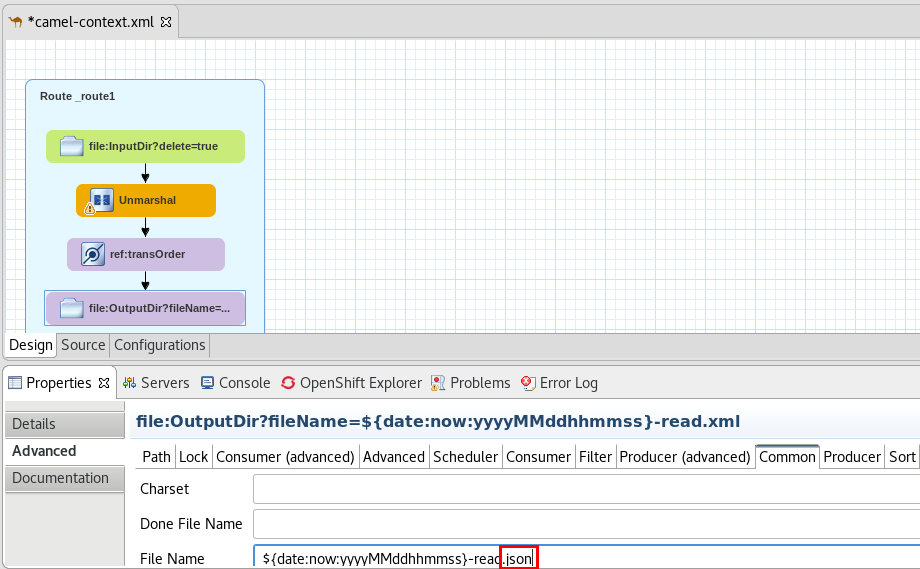 *camel-context.xml
Route _route1
file:InputDir?delete=true
Unmarshal
ref:transOrder
file:OutputDir?fileName=...
Design Source Configurations
Properties Servers Console OpenShift Explorer Problems Error Log
Details
Advanced
Documentation
file:OutputDir?fileName=${date:now:yyyyMMddhhmmss}-read.xml
Path Lock Consumer (advanced) Advanced Scheduler Consumer Filter Producer (advanced) Common Producer Sort
Charset
Done File Name
File Name ${date:now:yyyyMMddhhmmss}-read.json